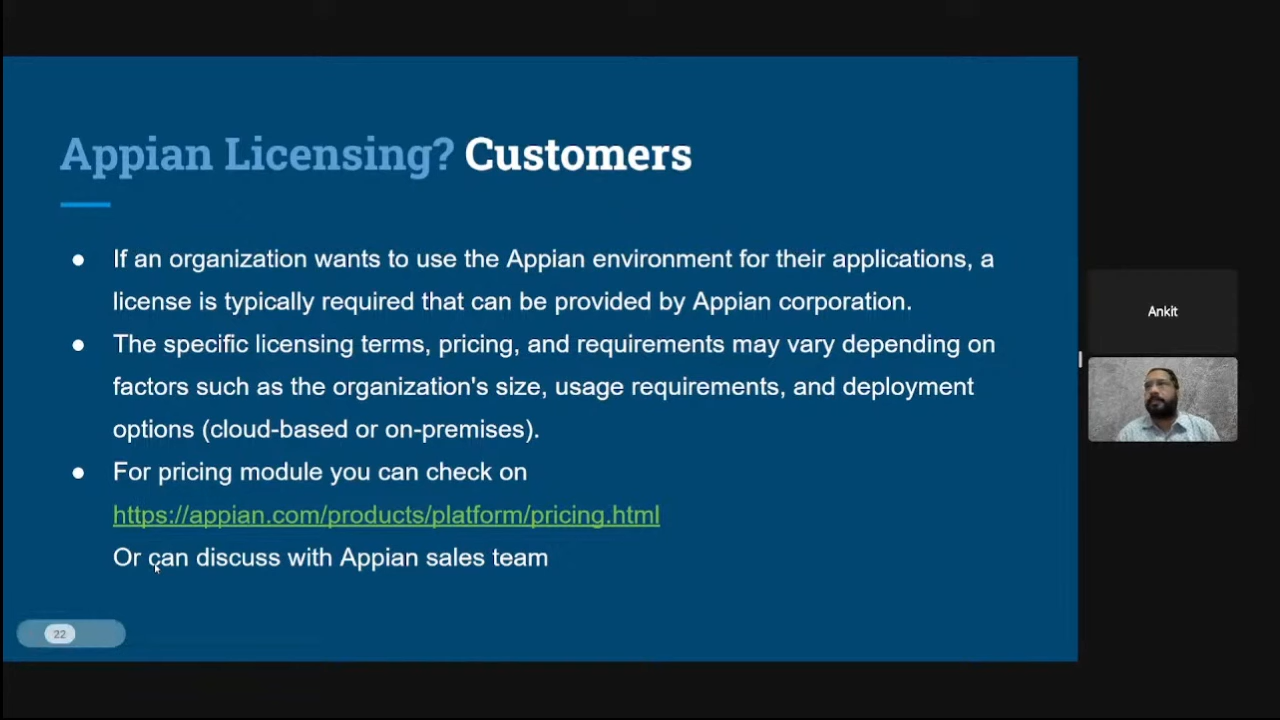 Appian Licensing? Customers
● If an organization wants to use the Appian environment for their applications, a
license is typically required that can be provided by Appian corporation.
● The specific licensing terms, pricing, and requirements may vary depending on
factors such as the organization's size, usage requirements, and deployment
options (cloud-based or on-premises).
● For pricing module you can check on
https://appian.com/products/platform/pricing.html
Or can discuss with Appian sales team
22
Ankit